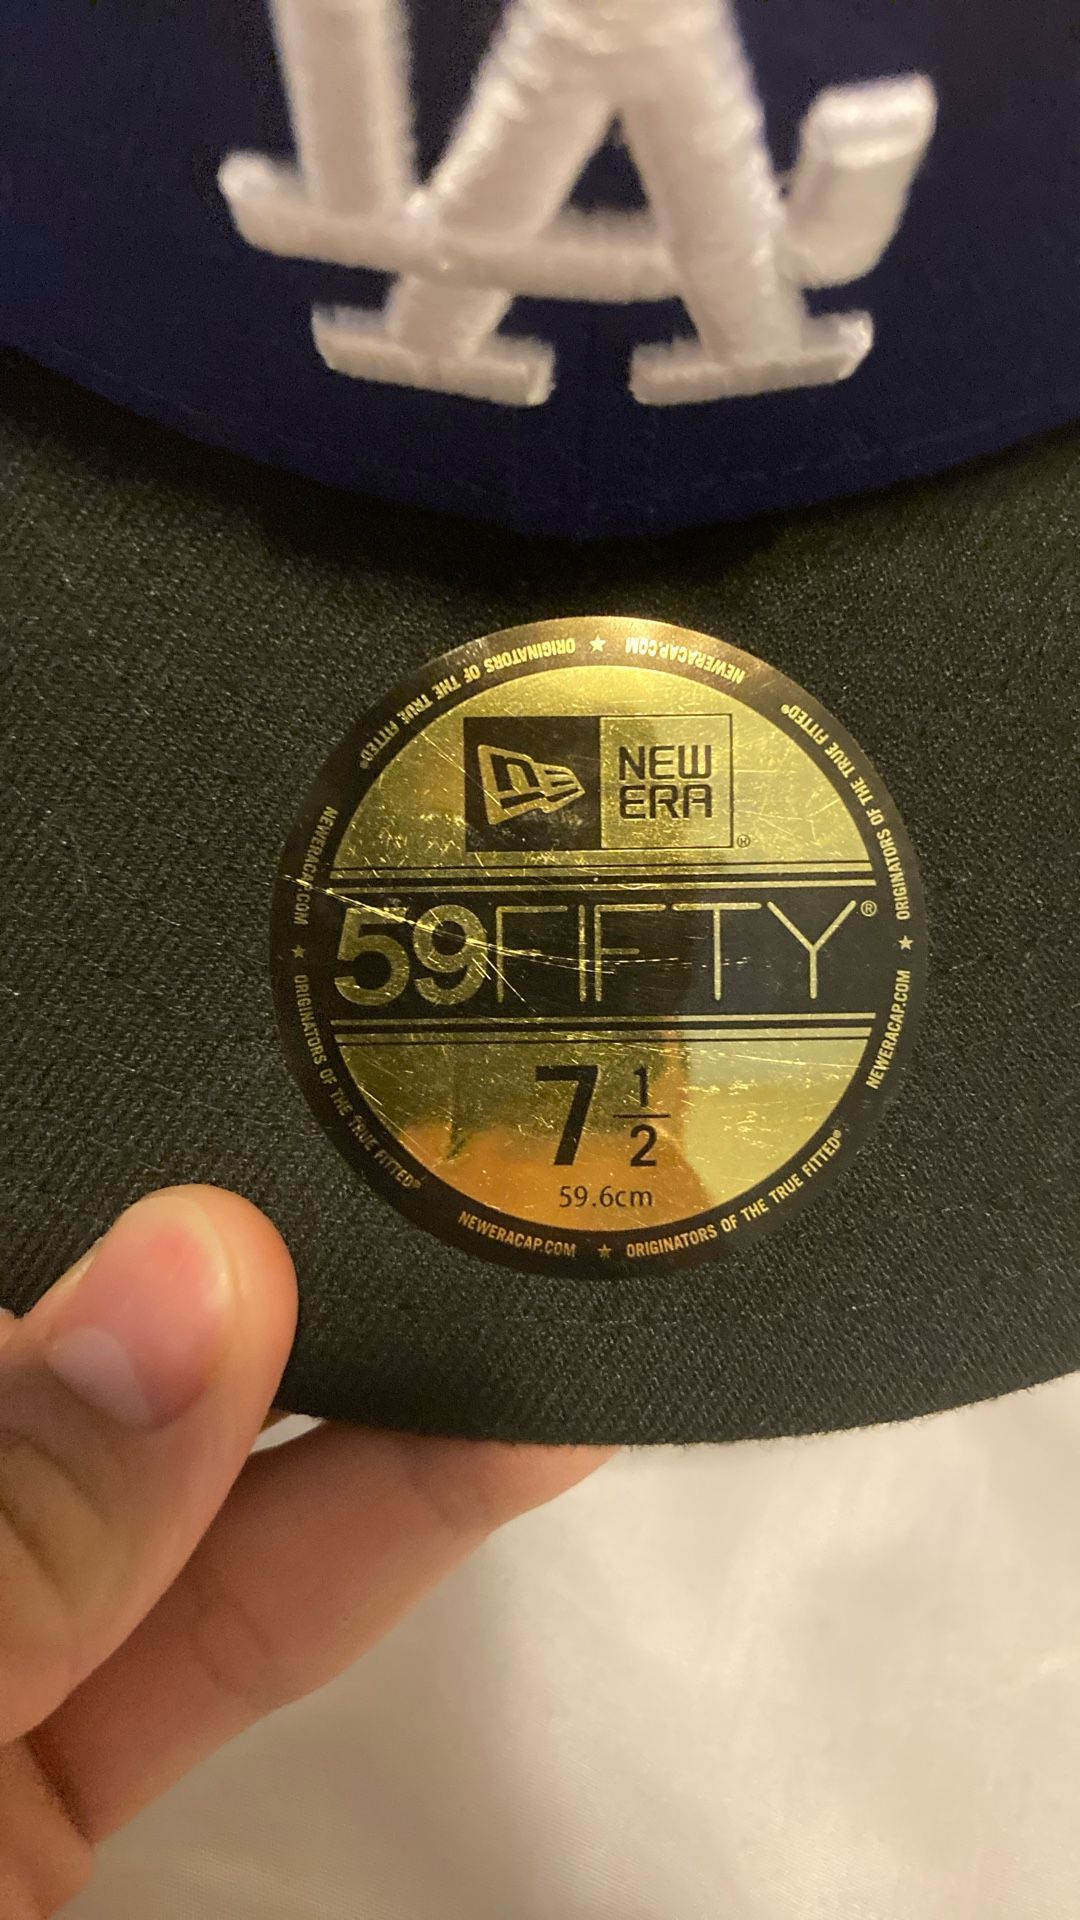 LA
NEWERACAP.COM ★ ORIGINATORS OF THE TRUE FITTED®
NEWERACAP.COM ★ ORIGINATORS OF THE TRUE FITTED®
NEWERACAP.COM ★ ORIGINATORS OF THE TRUE FITTED®
NEWERACAP.COM ★ ORIGINATORS OF THE TRUE FITTED®
NE
NEW
ERA®
59FIFTY®
7 1/2
59.6cm